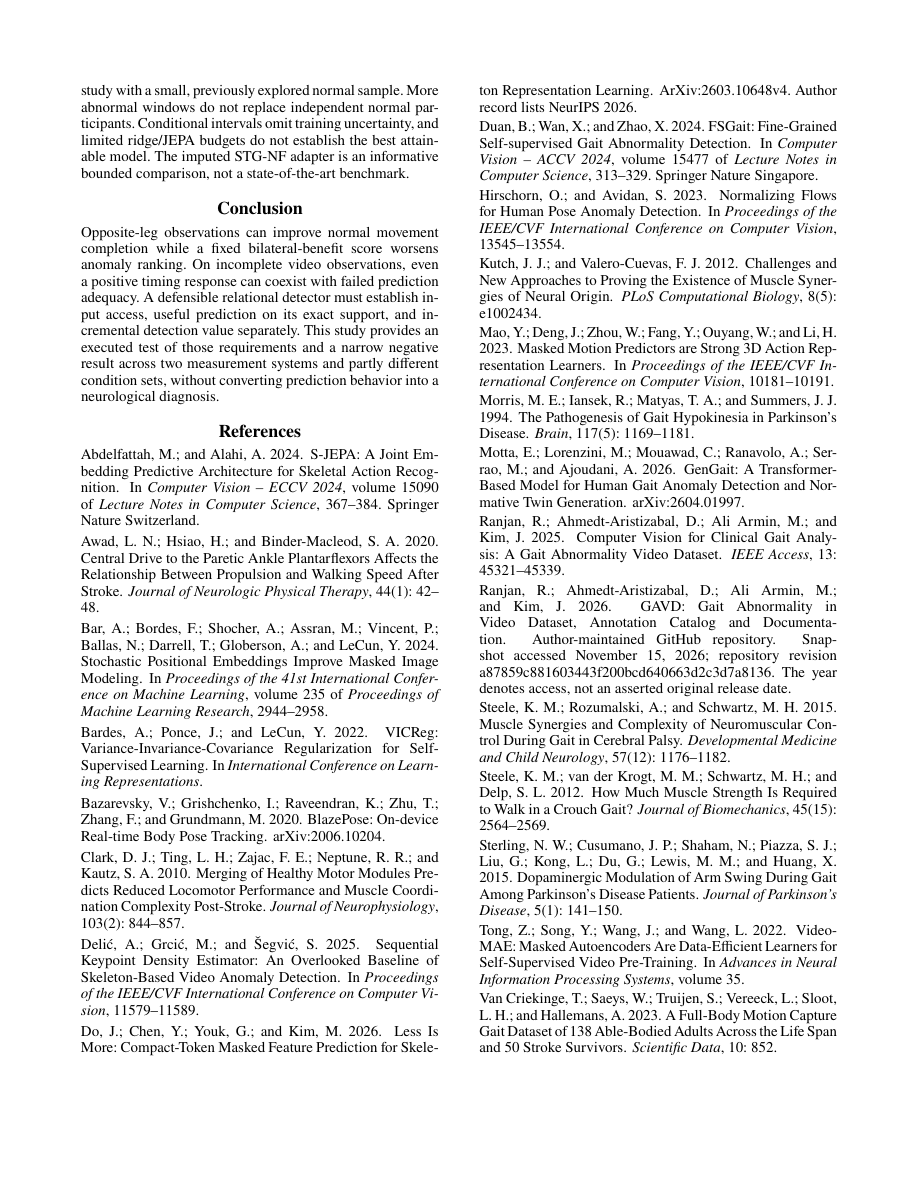 study with a small, previously explored normal sample. More
abnormal windows do not replace independent normal par-
ticipants. Conditional intervals omit training uncertainty, and
limited ridge/JEPA budgets do not establish the best attain-
able model. The imputed STG-NF adapter is an informative
bounded comparison, not a state-of-the-art benchmark.
Conclusion
Opposite-leg observations can improve normal movement
completion while a fixed bilateral-benefit score worsens
anomaly ranking. On incomplete video observations, even
a positive timing response can coexist with failed prediction
adequacy. A defensible relational detector must establish in-
put access, useful prediction on its exact support, and in-
cremental detection value separately. This study provides an
executed test of those requirements and a narrow negative
result across two measurement systems and partly different
condition sets, without converting prediction behavior into a
neurological diagnosis.
References
Abdelfattah, M.; and Alahi, A. 2024. S-JEPA: A Joint Em-
bedding Predictive Architecture for Skeletal Action Recog-
nition. In Computer Vision – ECCV 2024, volume 15090
of Lecture Notes in Computer Science, 367–384. Springer
Nature Switzerland.
Awad, L. N.; Hsiao, H.; and Binder-Macleod, S. A. 2020.
Central Drive to the Paretic Ankle Plantarflexors Affects the
Relationship Between Propulsion and Walking Speed After
Stroke. Journal of Neurologic Physical Therapy, 44(1): 42–
48.
Bar, A.; Bordes, F.; Shocher, A.; Assran, M.; Vincent, P.;
Ballas, N.; Darrell, T.; Globerson, A.; and LeCun, Y. 2024.
Stochastic Positional Embeddings Improve Masked Image
Modeling. In Proceedings of the 41st International Confer-
ence on Machine Learning, volume 235 of Proceedings of
Machine Learning Research, 2944–2958.
Bardes, A.; Ponce, J.; and LeCun, Y. 2022. VICReg:
Variance-Invariance-Covariance Regularization for Self-
Supervised Learning. In International Conference on Learn-
ing Representations.
Bazarevsky, V.; Grishchenko, I.; Raveendran, K.; Zhu, T.;
Zhang, F.; and Grundmann, M. 2020. BlazePose: On-device
Real-time Body Pose Tracking. arXiv:2006.10204.
Clark, D. J.; Ting, L. H.; Zajac, F. E.; Neptune, R. R.; and
Kautz, S. A. 2010. Merging of Healthy Motor Modules Pre-
dicts Reduced Locomotor Performance and Muscle Coordi-
nation Complexity Post-Stroke. Journal of Neurophysiology,
103(2): 844–857.
Delić, A.; Grcić, M.; and Šegvić, S. 2025. Sequential
Keypoint Density Estimator: An Overlooked Baseline of
Skeleton-Based Video Anomaly Detection. In Proceedings
of the IEEE/CVF International Conference on Computer Vi-
sion, 11579–11589.
Do, J.; Chen, Y.; Youk, G.; and Kim, M. 2026. Less Is
More: Compact-Token Masked Feature Prediction for Skele-
ton Representation Learning. ArXiv:2603.10648v4. Author
record lists NeurIPS 2026.
Duan, B.; Wan, X.; and Zhao, X. 2024. FSGait: Fine-Grained
Self-supervised Gait Abnormality Detection. In Computer
Vision – ACCV 2024, volume 15477 of Lecture Notes in
Computer Science, 313–329. Springer Nature Singapore.
Hirschorn, O.; and Avidan, S. 2023. Normalizing Flows
for Human Pose Anomaly Detection. In Proceedings of the
IEEE/CVF International Conference on Computer Vision,
13545–13554.
Kutch, J. J.; and Valero-Cuevas, F. J. 2012. Challenges and
New Approaches to Proving the Existence of Muscle Syner-
gies of Neural Origin. PLoS Computational Biology, 8(5):
e1002434.
Mao, Y.; Deng, J.; Zhou, W.; Fang, Y.; Ouyang, W.; and Li, H.
2023. Masked Motion Predictors are Strong 3D Action Rep-
resentation Learners. In Proceedings of the IEEE/CVF In-
ternational Conference on Computer Vision, 10181–10191.
Morris, M. E.; Iansek, R.; Matyas, T. A.; and Summers, J. J.
1994. The Pathogenesis of Gait Hypokinesia in Parkinson's
Disease. Brain, 117(5): 1169–1181.
Motta, E.; Lorenzini, M.; Mouawad, C.; Ranavolo, A.; Ser-
rao, M.; and Ajoudani, A. 2026. GenGait: A Transformer-
Based Model for Human Gait Anomaly Detection and Nor-
mative Twin Generation. arXiv:2604.01997.
Ranjan, R.; Ahmedt-Aristizabal, D.; Ali Armin, M.; and
Kim, J. 2025. Computer Vision for Clinical Gait Analy-
sis: A Gait Abnormality Video Dataset. IEEE Access, 13:
45321–45339.
Ranjan, R.; Ahmedt-Aristizabal, D.; Ali Armin, M.;
and Kim, J. 2026. GAVD: Gait Abnormality in
Video Dataset, Annotation Catalog and Documenta-
tion. Author-maintained GitHub repository. Snap-
shot accessed November 15, 2026; repository revision
a87859c881603443f200bcd640663d2c3d7a8136. The year
denotes access, not an asserted original release date.
Steele, K. M.; Rozumalski, A.; and Schwartz, M. H. 2015.
Muscle Synergies and Complexity of Neuromuscular Con-
trol During Gait in Cerebral Palsy. Developmental Medicine
and Child Neurology, 57(12): 1176–1182.
Steele, K. M.; van der Krogt, M. M.; Schwartz, M. H.; and
Delp, S. L. 2012. How Much Muscle Strength Is Required
to Walk in a Crouch Gait? Journal of Biomechanics, 45(15):
2564–2569.
Sterling, N. W.; Cusumano, J. P.; Shaham, N.; Piazza, S. J.;
Liu, G.; Kong, L.; Du, G.; Lewis, M. M.; and Huang, X.
2015. Dopaminergic Modulation of Arm Swing During Gait
Among Parkinson's Disease Patients. Journal of Parkinson's
Disease, 5(1): 141–150.
Tong, Z.; Song, Y.; Wang, J.; and Wang, L. 2022. Video-
MAE: Masked Autoencoders Are Data-Efficient Learners for
Self-Supervised Video Pre-Training. In Advances in Neural
Information Processing Systems, volume 35.
Van Criekinge, T.; Saeys, W.; Truijen, S.; Vereeck, L.; Sloot,
L. H.; and Hallemans, A. 2023. A Full-Body Motion Capture
Gait Dataset of 138 Able-Bodied Adults Across the Life Span
and 50 Stroke Survivors. Scientific Data, 10: 852.